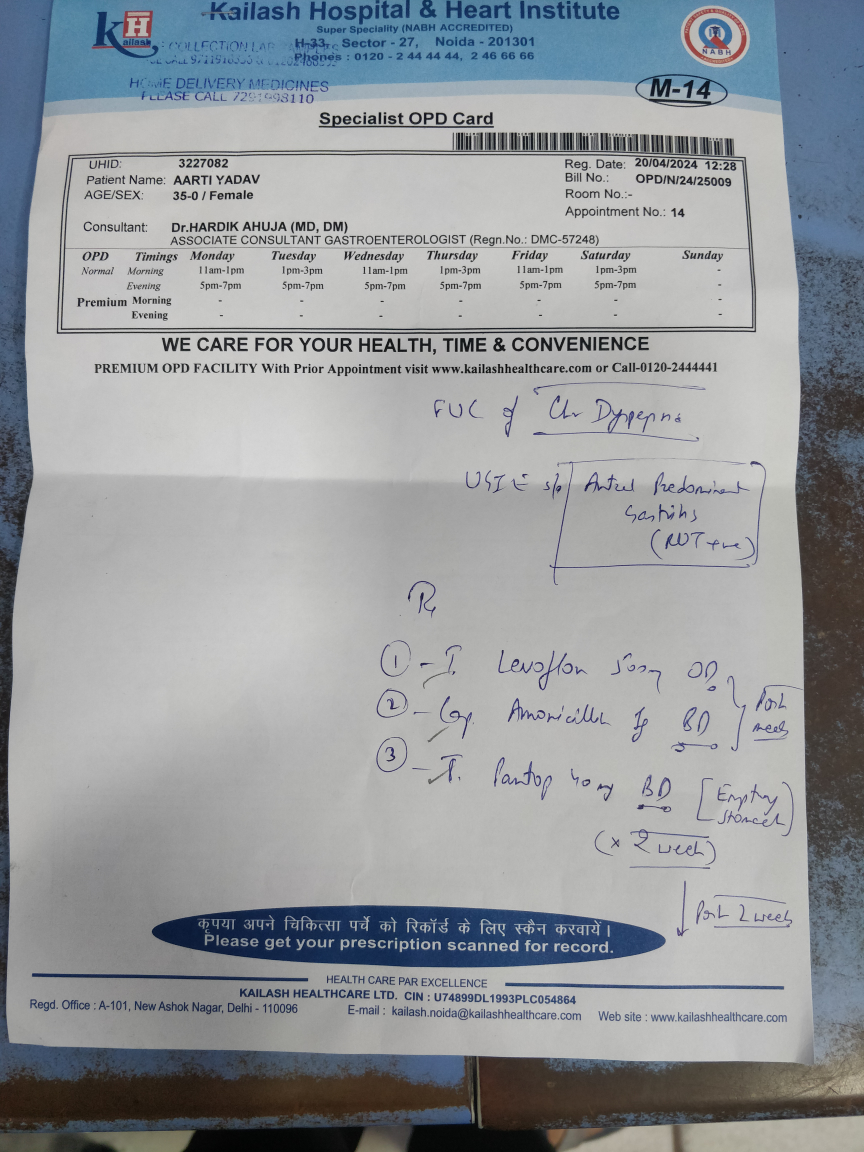 Kailash Hospital & Heart Institute
Super Speciality (NABH ACCREDITED)
H-33, Sector - 27, Noida - 201301
Phones : 0120 - 2 44 44 44, 2 46 66 66
kH
Kailash
NABH
COLLECTION
HOME DELIVERY MEDICINES
PLEASE CALL
M-14
Specialist OPD Card
UHID: 3227082
Reg. Date: 20/04/2024 12:28
Patient Name: AARTI YADAV
Bill No.: OPD/N/24/25009
AGE/SEX: 35-0 / Female
Room No.:-
Appointment No.: 14
Consultant: Dr.HARDIK AHUJA (MD, DM)
ASSOCIATE CONSULTANT GASTROENTEROLOGIST (Regn.No.: DMC-57248)
OPD Timings Monday Tuesday Wednesday Thursday Friday Saturday Sunday
Normal Morning 11am-1pm 1pm-3pm 11am-1pm 1pm-3pm 11am-1pm 1pm-3pm -
Evening 5pm-7pm 5pm-7pm 5pm-7pm 5pm-7pm 5pm-7pm 5pm-7pm -
Premium Morning - - - - - - -
Evening - - - - - - -
WE CARE FOR YOUR HEALTH, TIME & CONVENIENCE
PREMIUM OPD FACILITY With Prior Appointment visit www.kailashhealthcare.com or Call-0120-2444441
FUC of Chr Dyspepsia
UGIE s/o Antral Predominant
Gastritis
(RUT +ve)
Rx
1 - T. Levoflox 500mg OD
2 - Cap. Amoxicillin 1g BD
Post meals
3 - T. Pantop 40 mg BD [Empty stomach]
(x 2 week)
↓ Post 2 weeks
कृपया अपने चिकित्सा पर्चे को रिकॉर्ड के लिए स्कैन करवायें।
Please get your prescription scanned for record.
HEALTH CARE PAR EXCELLENCE
KAILASH HEALTHCARE LTD. CIN : U74899DL1993PLC054864
Regd. Office : A-101, New Ashok Nagar, Delhi - 110096 E-mail : kailash.noida@kailashhealthcare.com Web site : www.kailashhealthcare.com